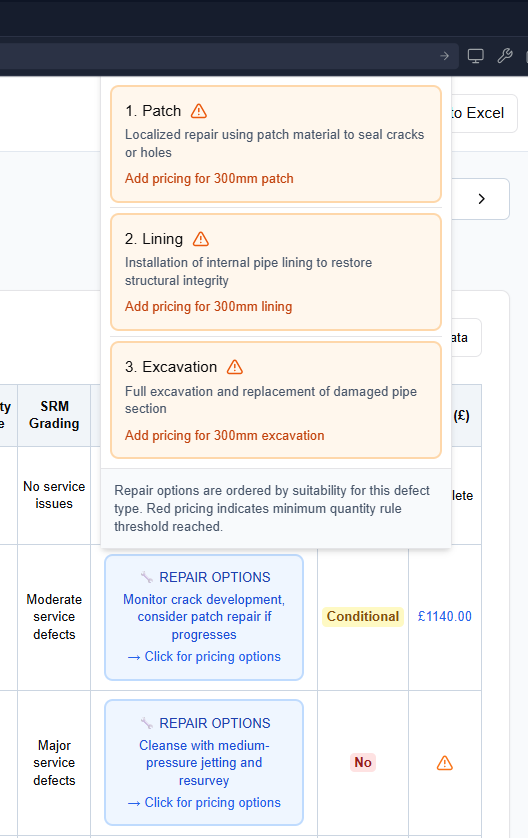 1. Patch
Localized repair using patch material to seal cracks
or holes
Add pricing for 300mm patch
to Excel
2. Lining
Installation of internal pipe lining to restore
structural integrity
Add pricing for 300mm lining
ata
3. Excavation
Full excavation and replacement of damaged pipe
section
Add pricing for 300mm excavation
Repair options are ordered by suitability for this defect
type. Red pricing indicates minimum quantity rule
threshold reached.
ty
e
SRM
Grading
(£)
No service
issues
lete
Moderate
service
defects
REPAIR OPTIONS
Monitor crack development,
consider patch repair if
progresses
→ Click for pricing options
Conditional
£1140.00
Major
service
defects
REPAIR OPTIONS
Cleanse with medium-
pressure jetting and
resurvey
→ Click for pricing options
No